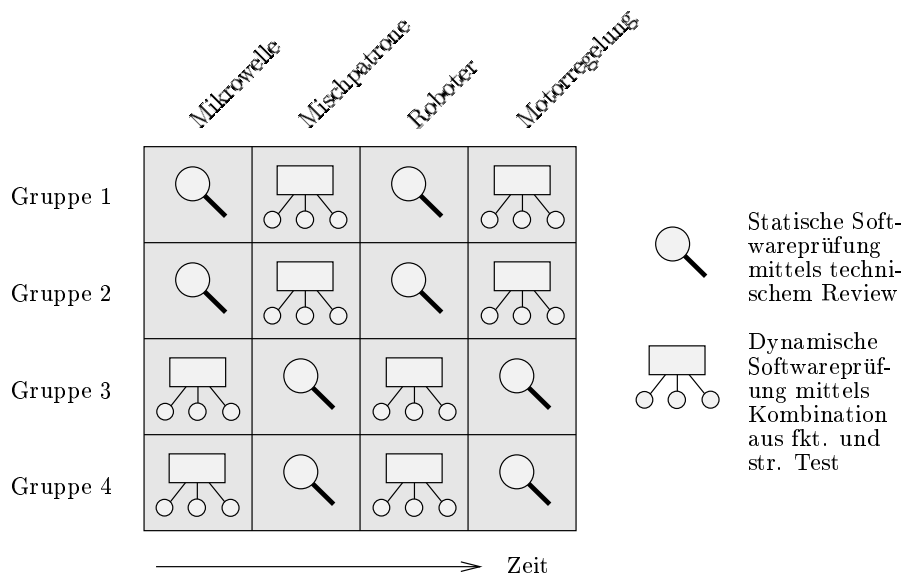 Mikrowelle
Mischpatrone
Roboter
Motorregelung
Gruppe 1
Gruppe 2
Gruppe 3
Gruppe 4
Statische Soft-
wareprüfung
mittels techni-
schem Review
Dynamische
Softwareprüf-
ung mittels
Kombination
aus fkt. und
str. Test
Zeit